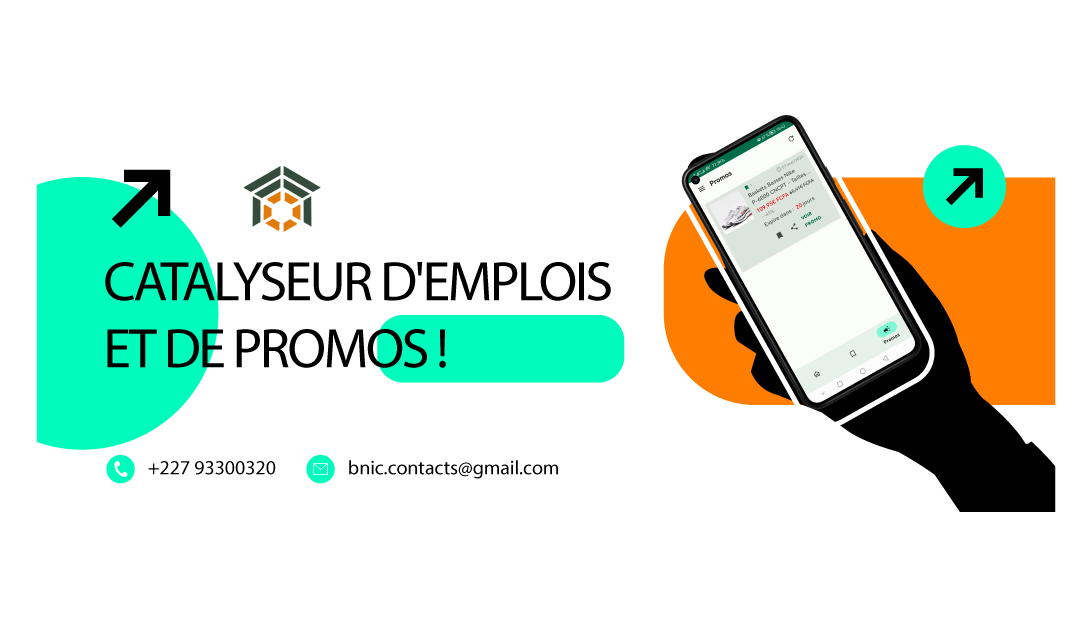 CATALYSEUR D'EMPLOIS
ET DE PROMOS !
+227 93300320
bnic.contacts@gmail.com
Promos
Baskets Basses Nike
P-6000 CNCPT - Tailles...
109.95€ FCFA
Expire dans : 20 jours
VOIR
PROMO
Promos